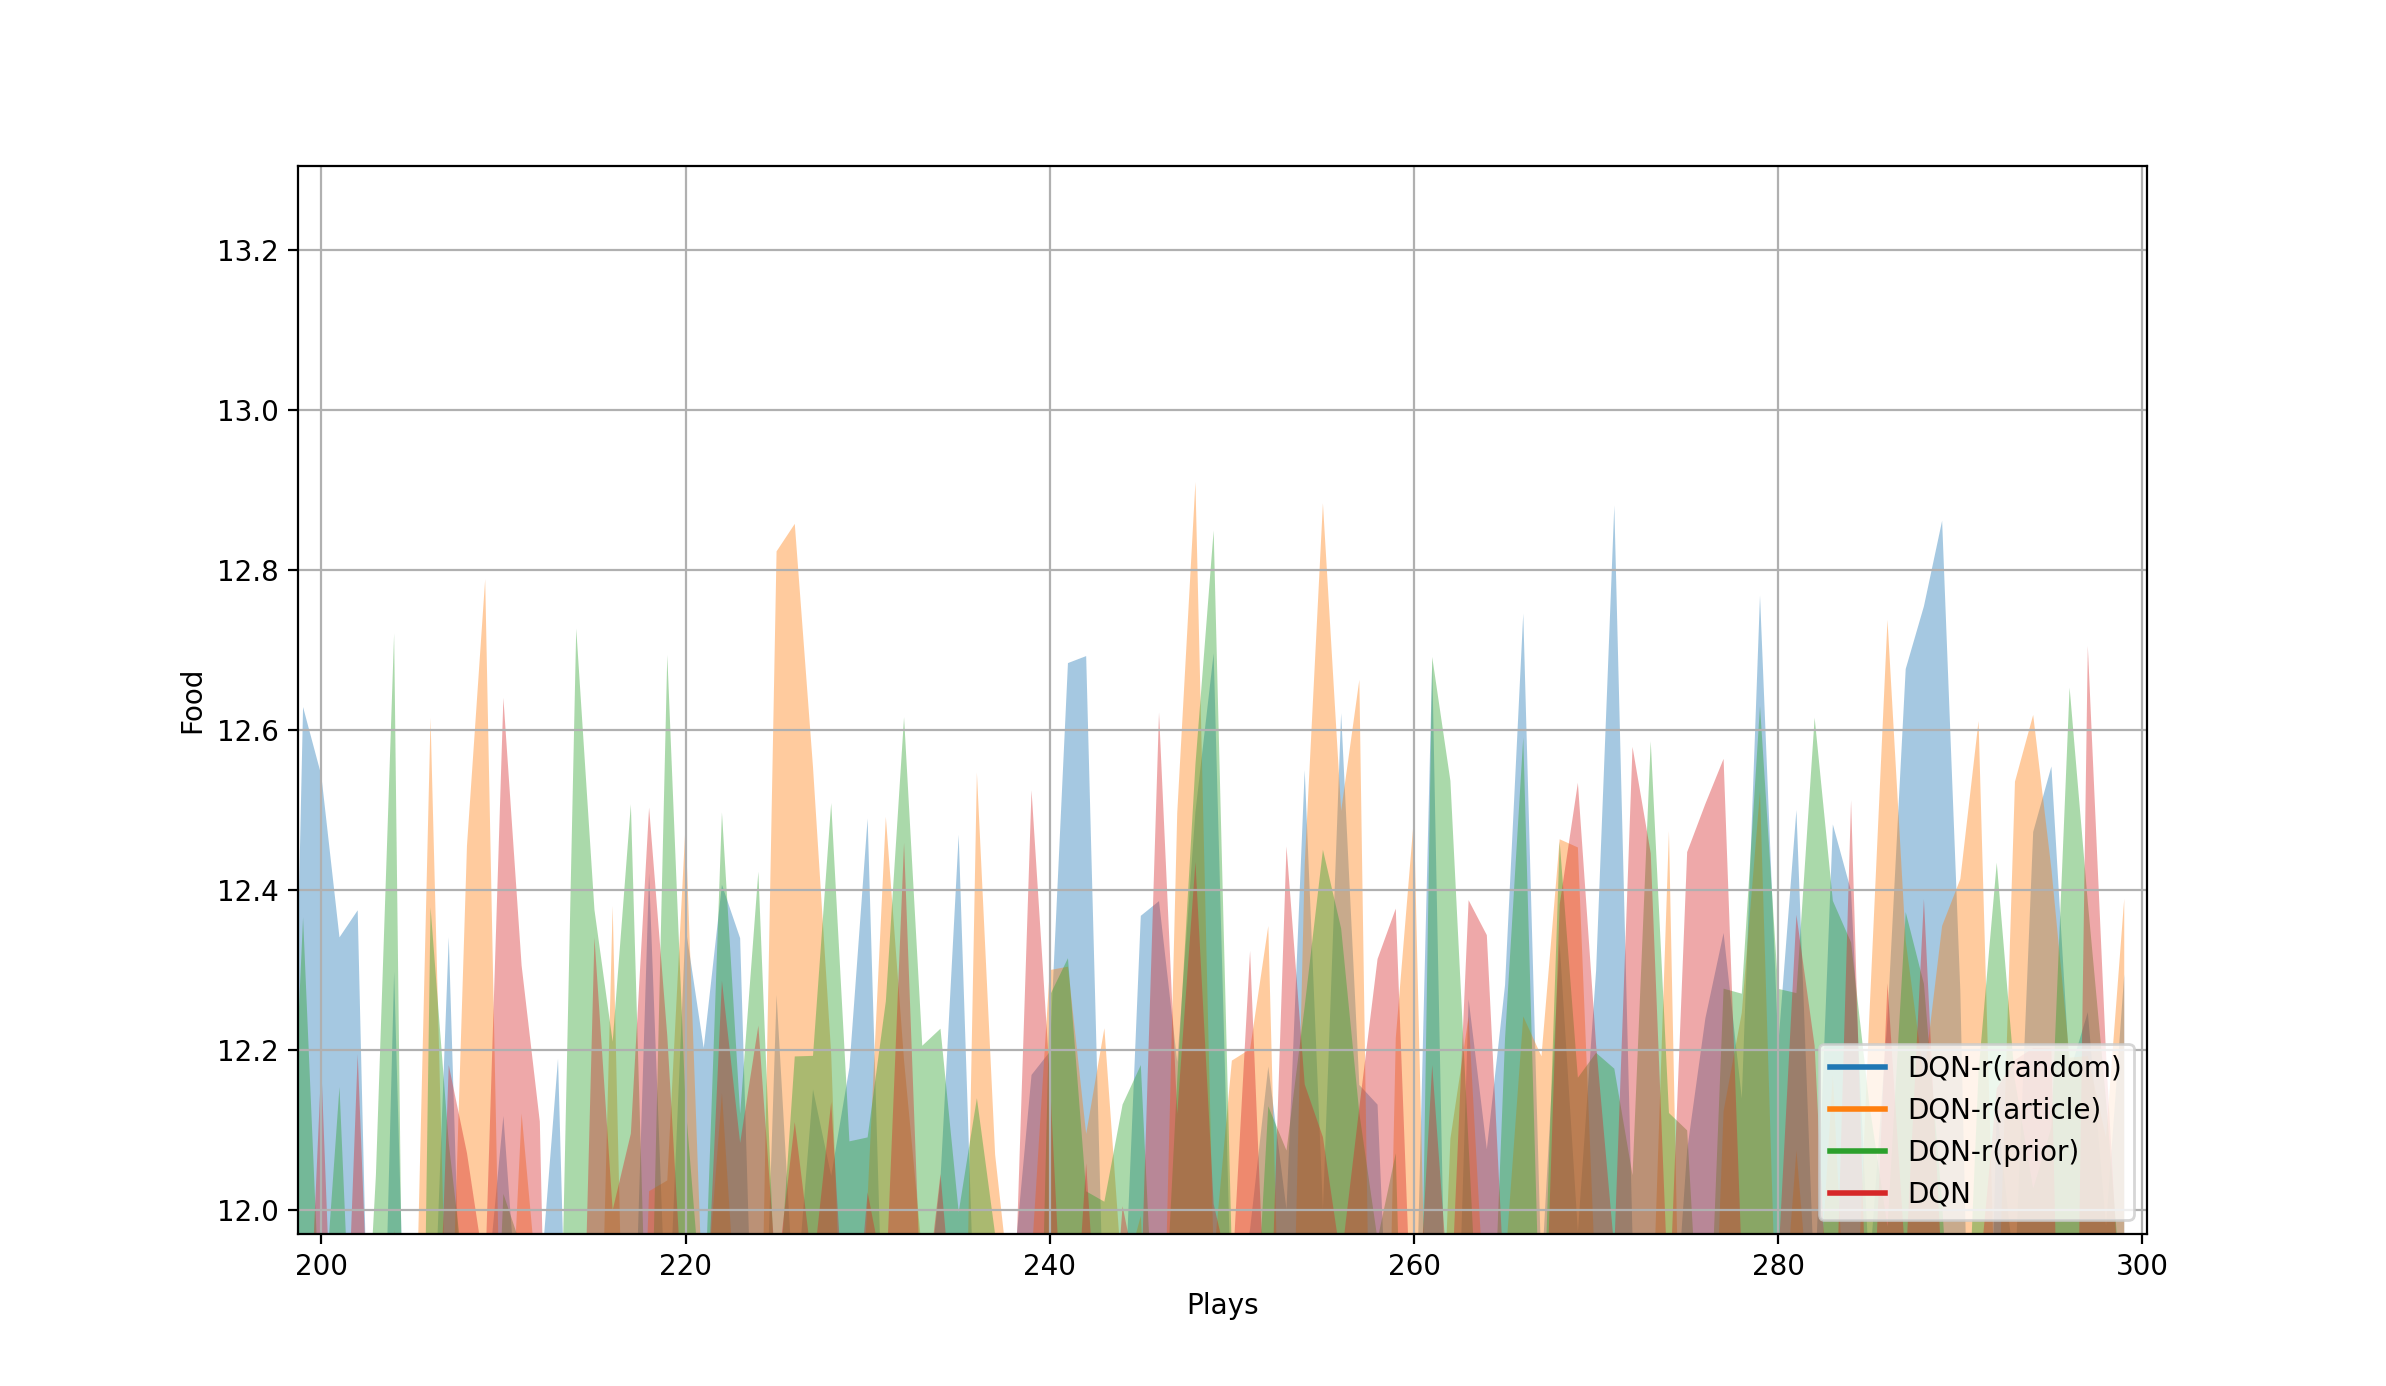 13.2
13.0
12.8
12.6
12.4
12.2
12.0
Food
200 220 240 260 280 300
Plays
DQN-r(random)
DQN-r(article)
DQN-r(prior)
DQN